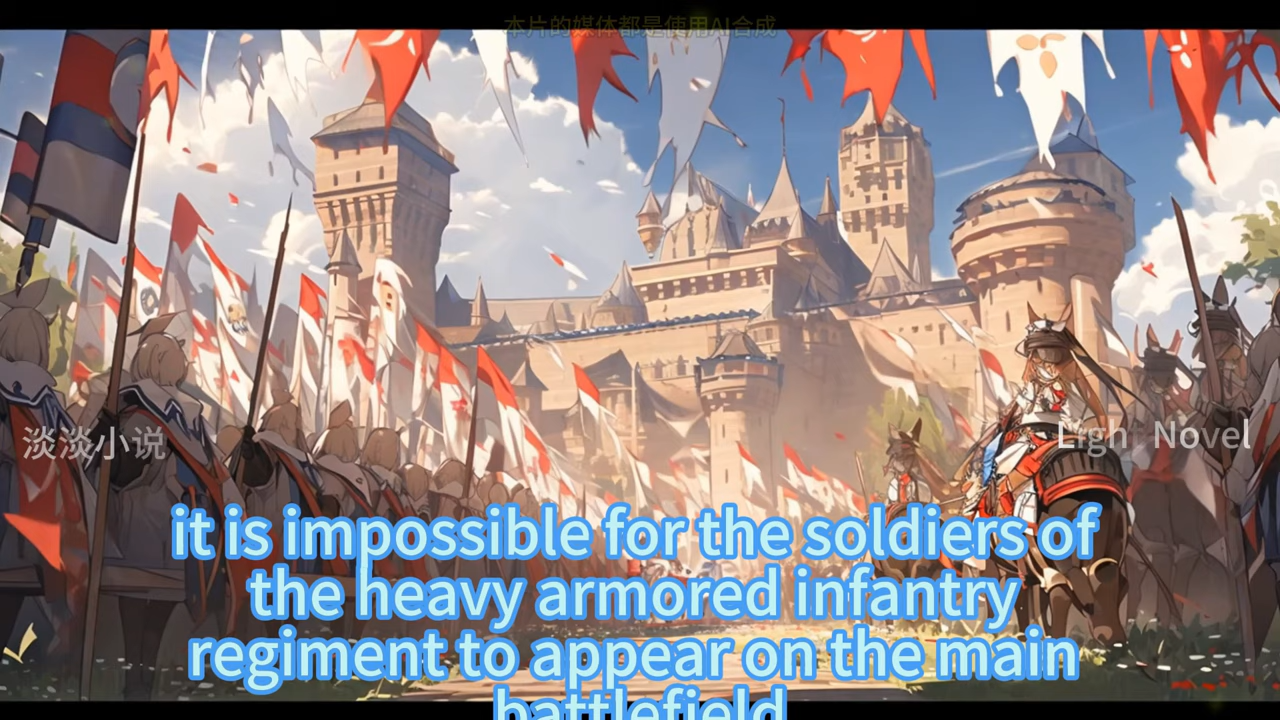 本片的媒体都是使用AI合成
淡淡小说
Light Novel
it is impossible for the soldiers of
the heavy armored infantry
regiment to appear on the main
battlefield